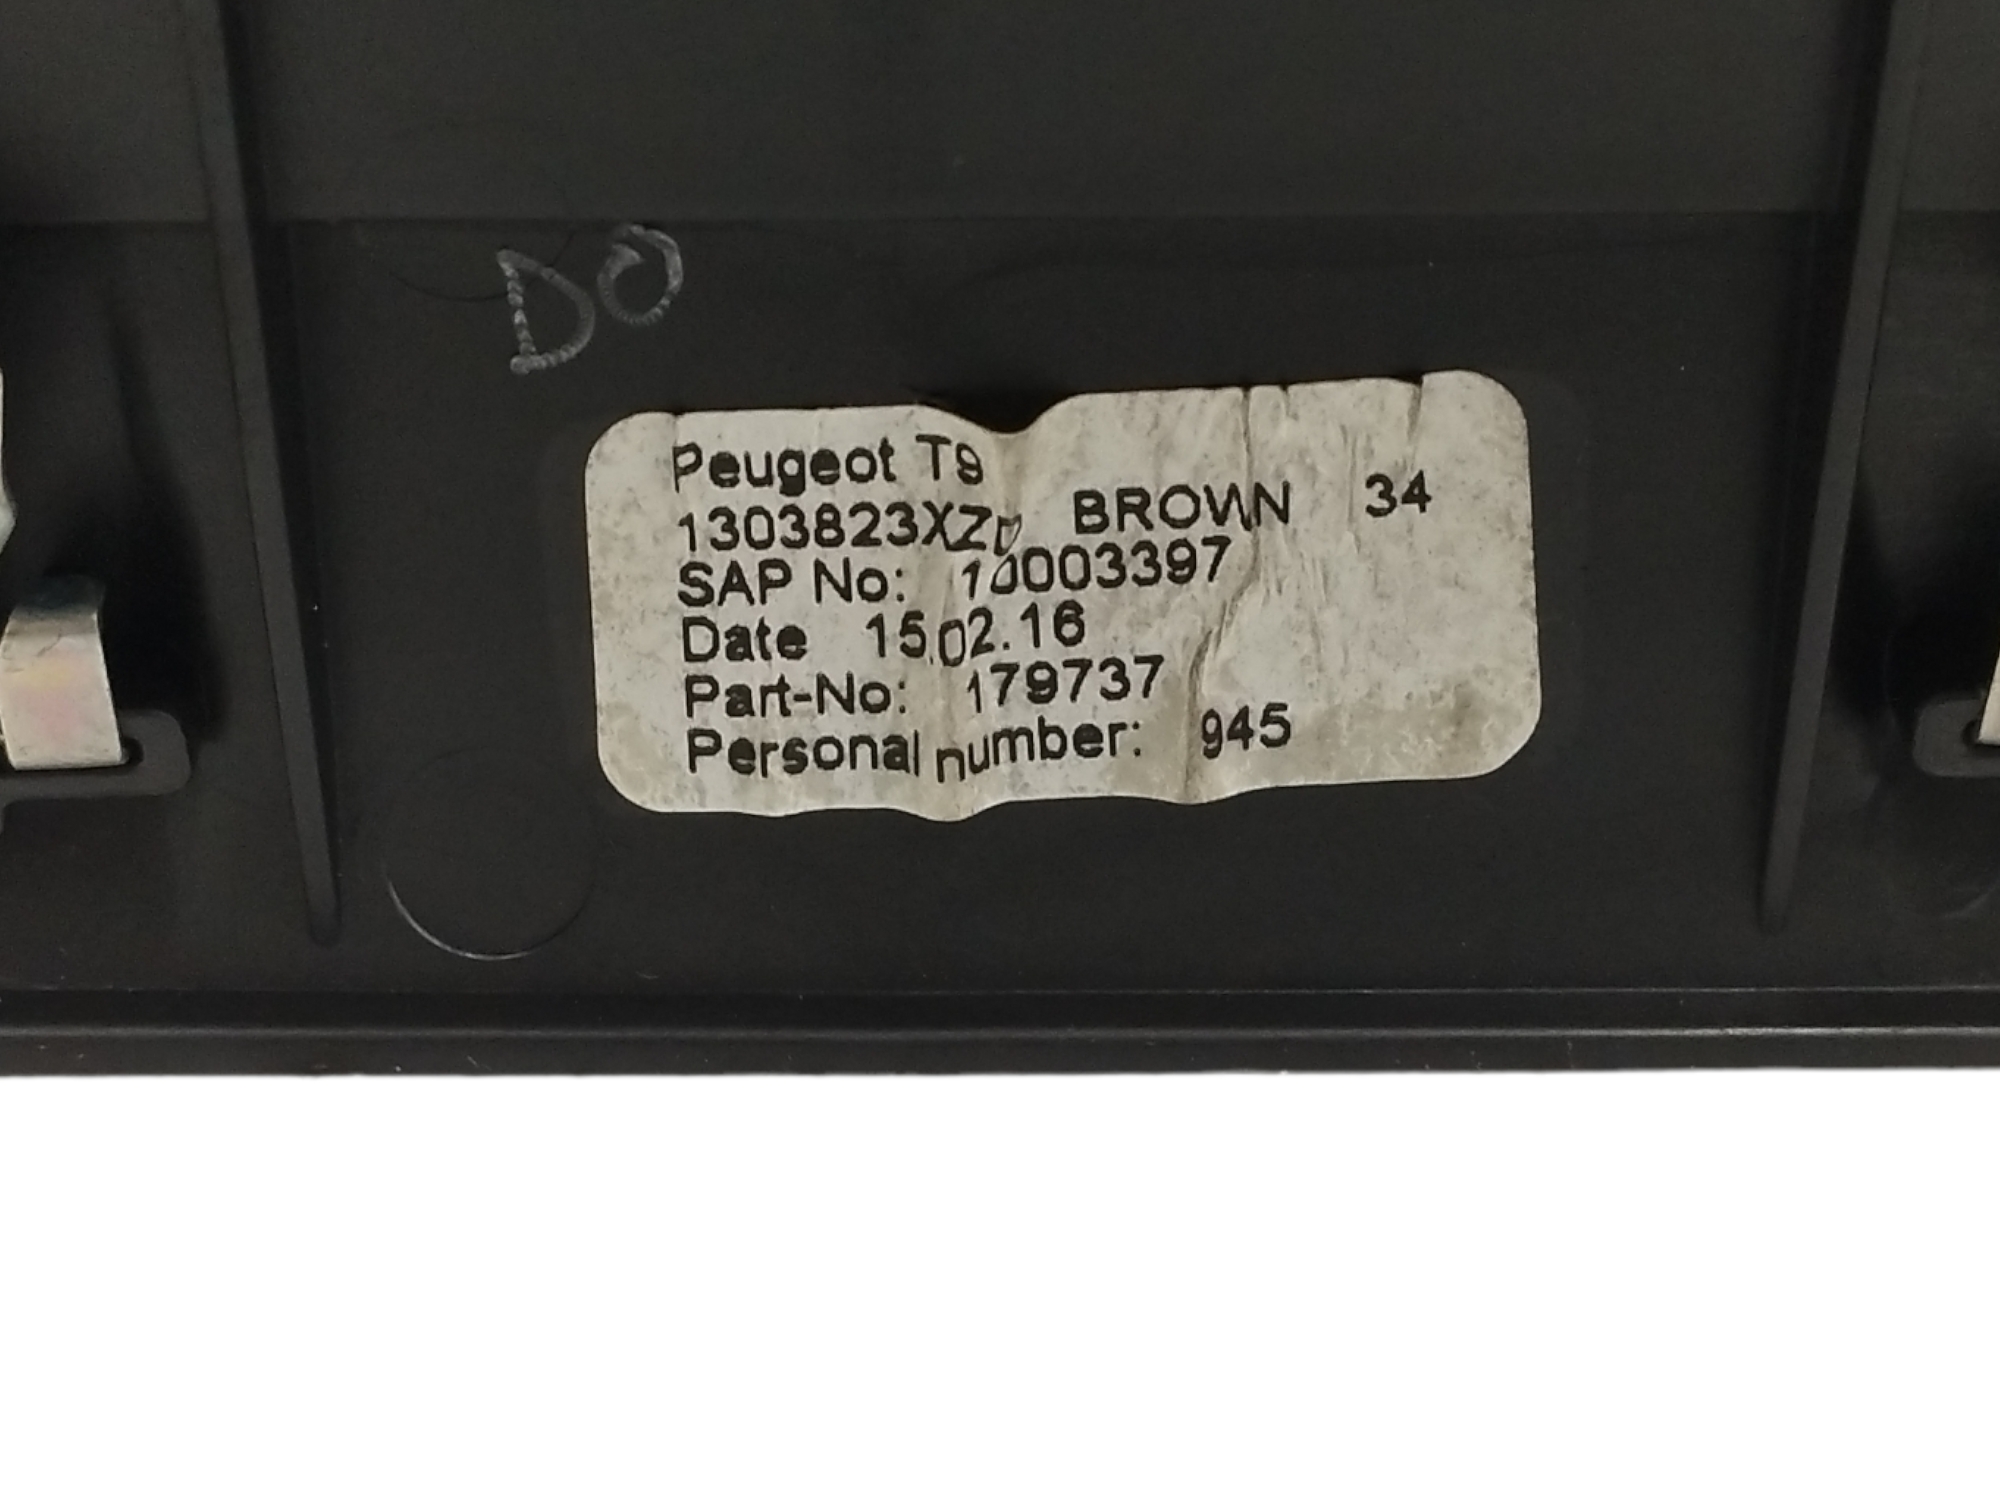 DO
Peugeot T9
1303823XZD BROWN 34
SAP No: 10003397
Date 15.02.16
Part-No: 179737
Personal number: 945